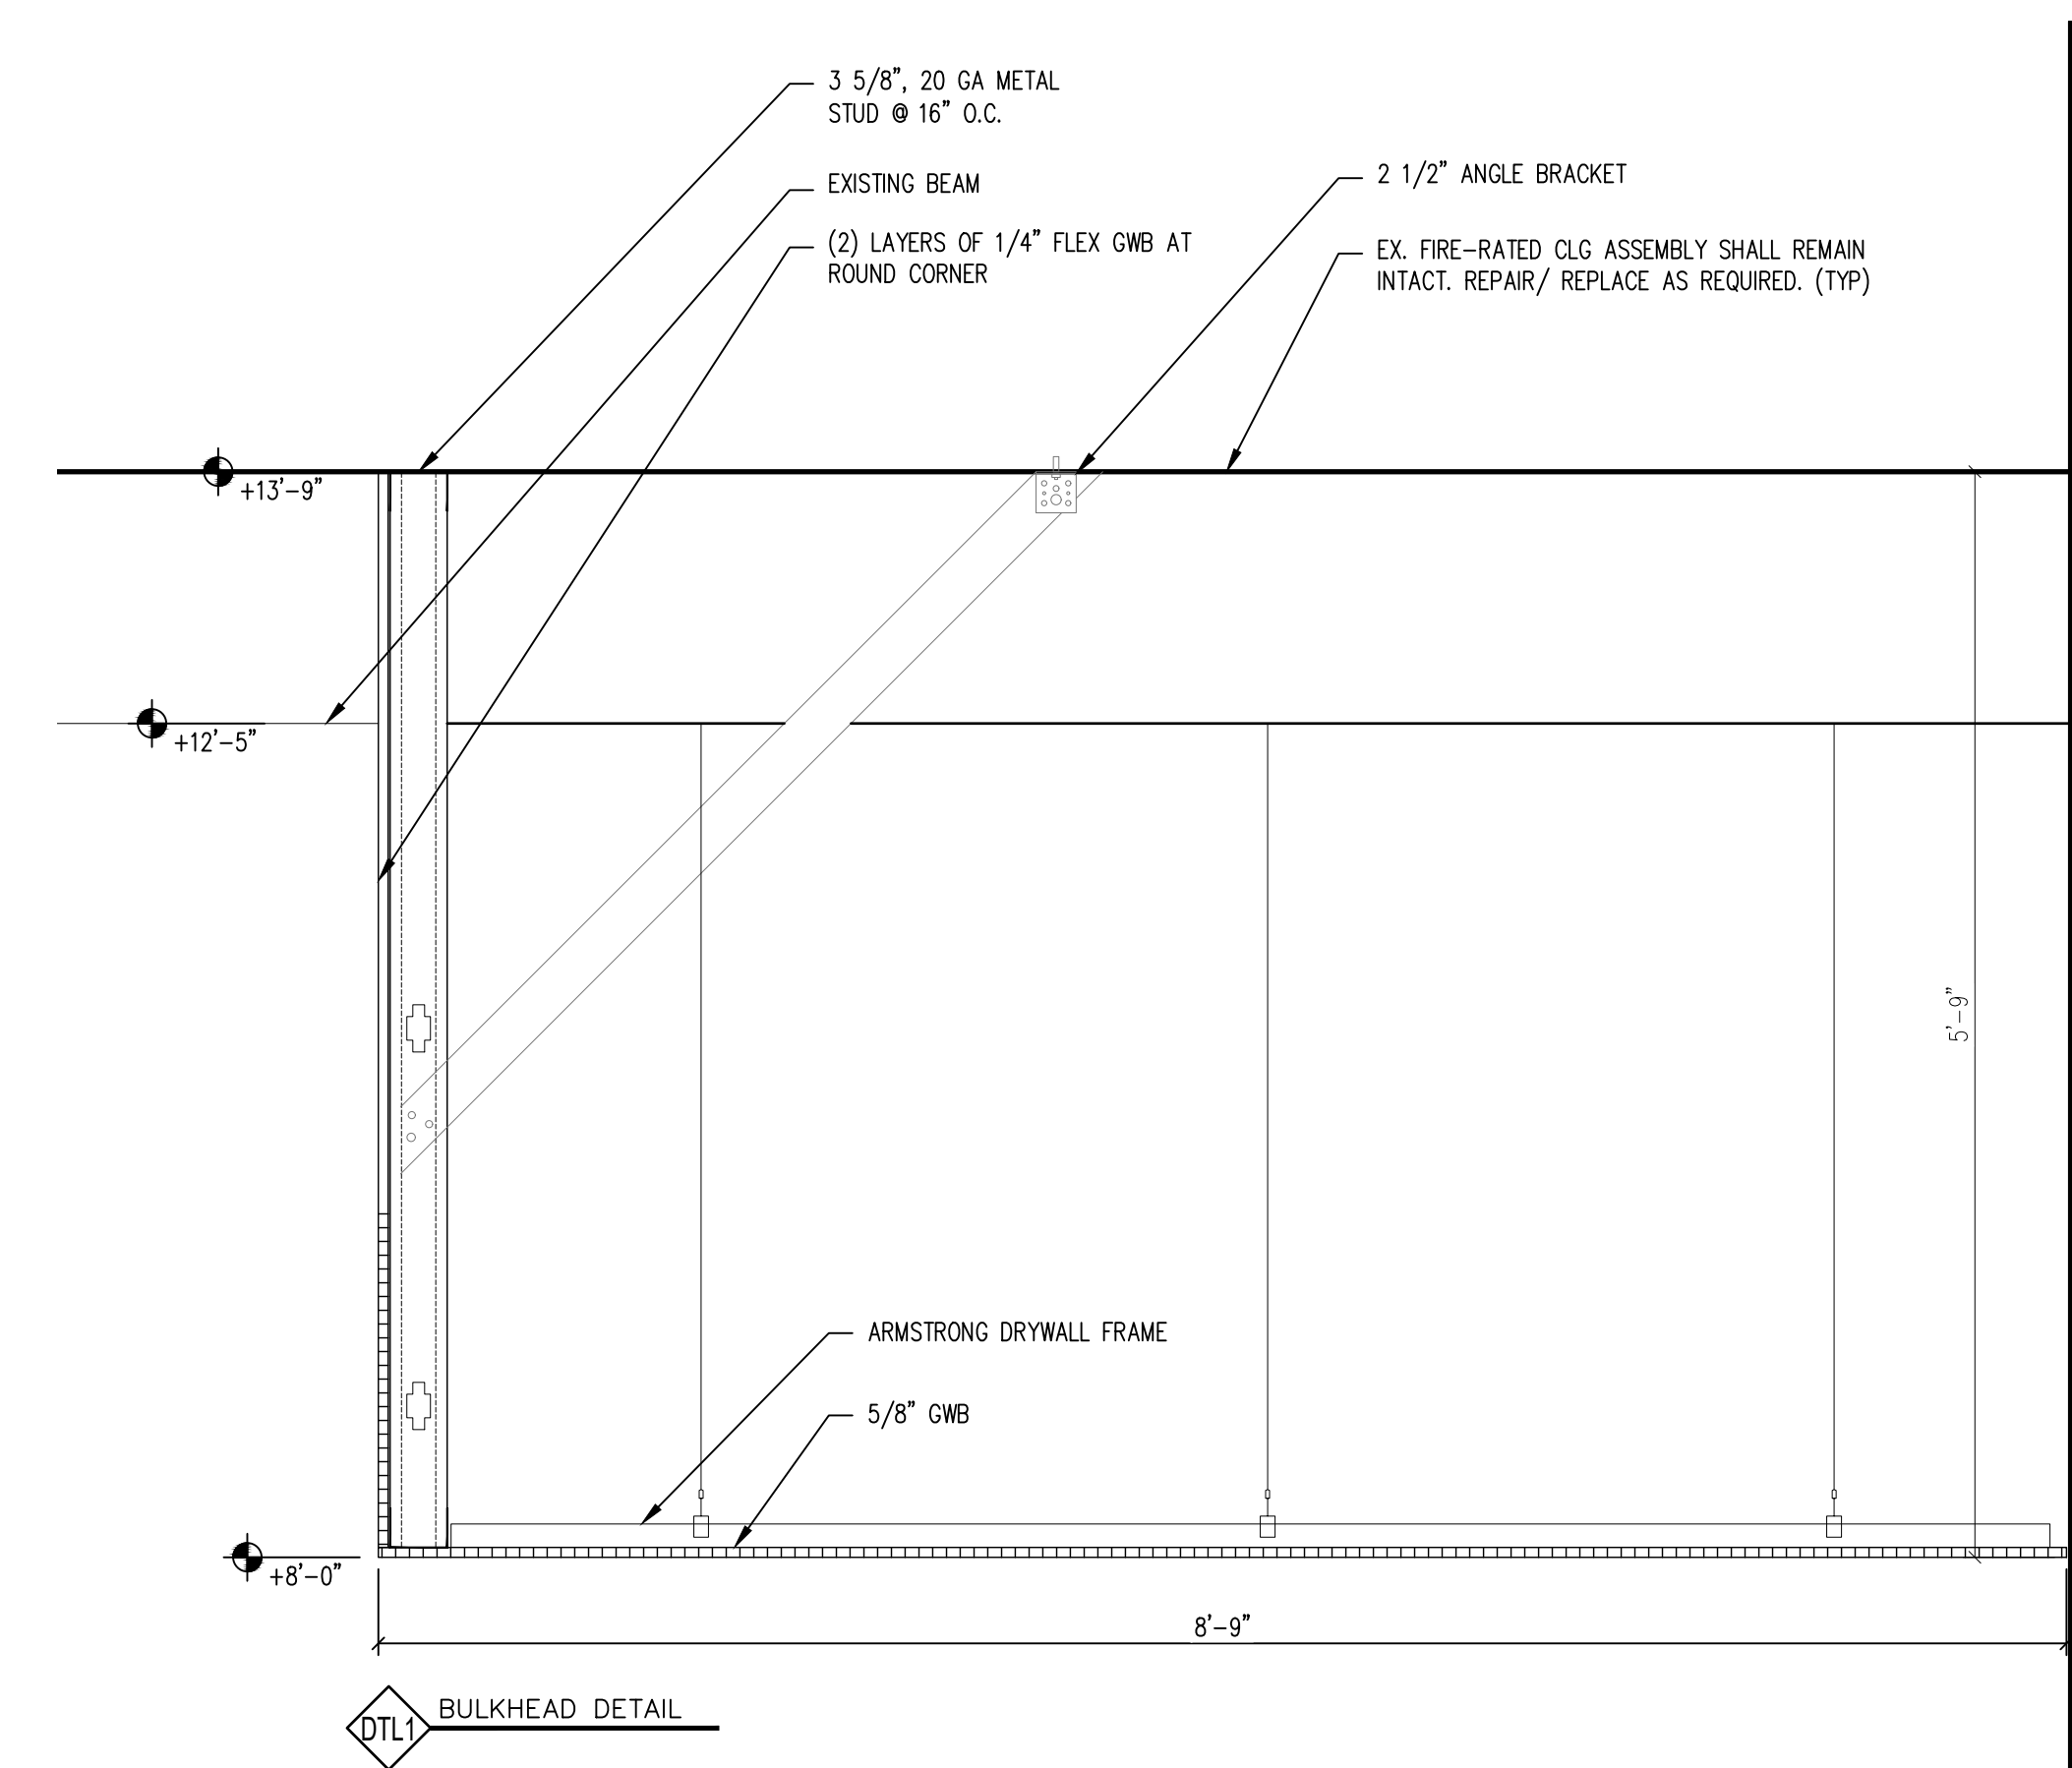 3 5/8", 20 GA METAL
STUD @ 16" O.C.
EXISTING BEAM
(2) LAYERS OF 1/4" FLEX GWB AT
ROUND CORNER
2 1/2" ANGLE BRACKET
EX. FIRE-RATED CLG ASSEMBLY SHALL REMAIN
INTACT. REPAIR/ REPLACE AS REQUIRED. (TYP)
+13'-9"
+12'-5"
5'-9"
ARMSTRONG DRYWALL FRAME
5/8" GWB
+8'-0"
8'-9"
DTL1
BULKHEAD DETAIL